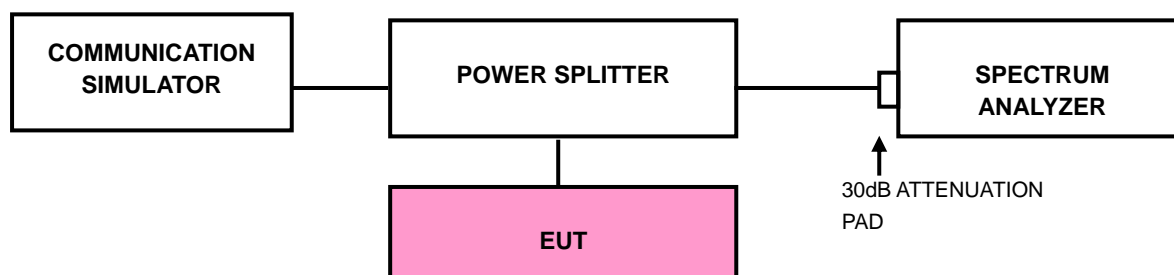 COMMUNICATION
SIMULATOR
POWER SPLITTER
SPECTRUM
ANALYZER
30dB ATTENUATION
PAD
EUT